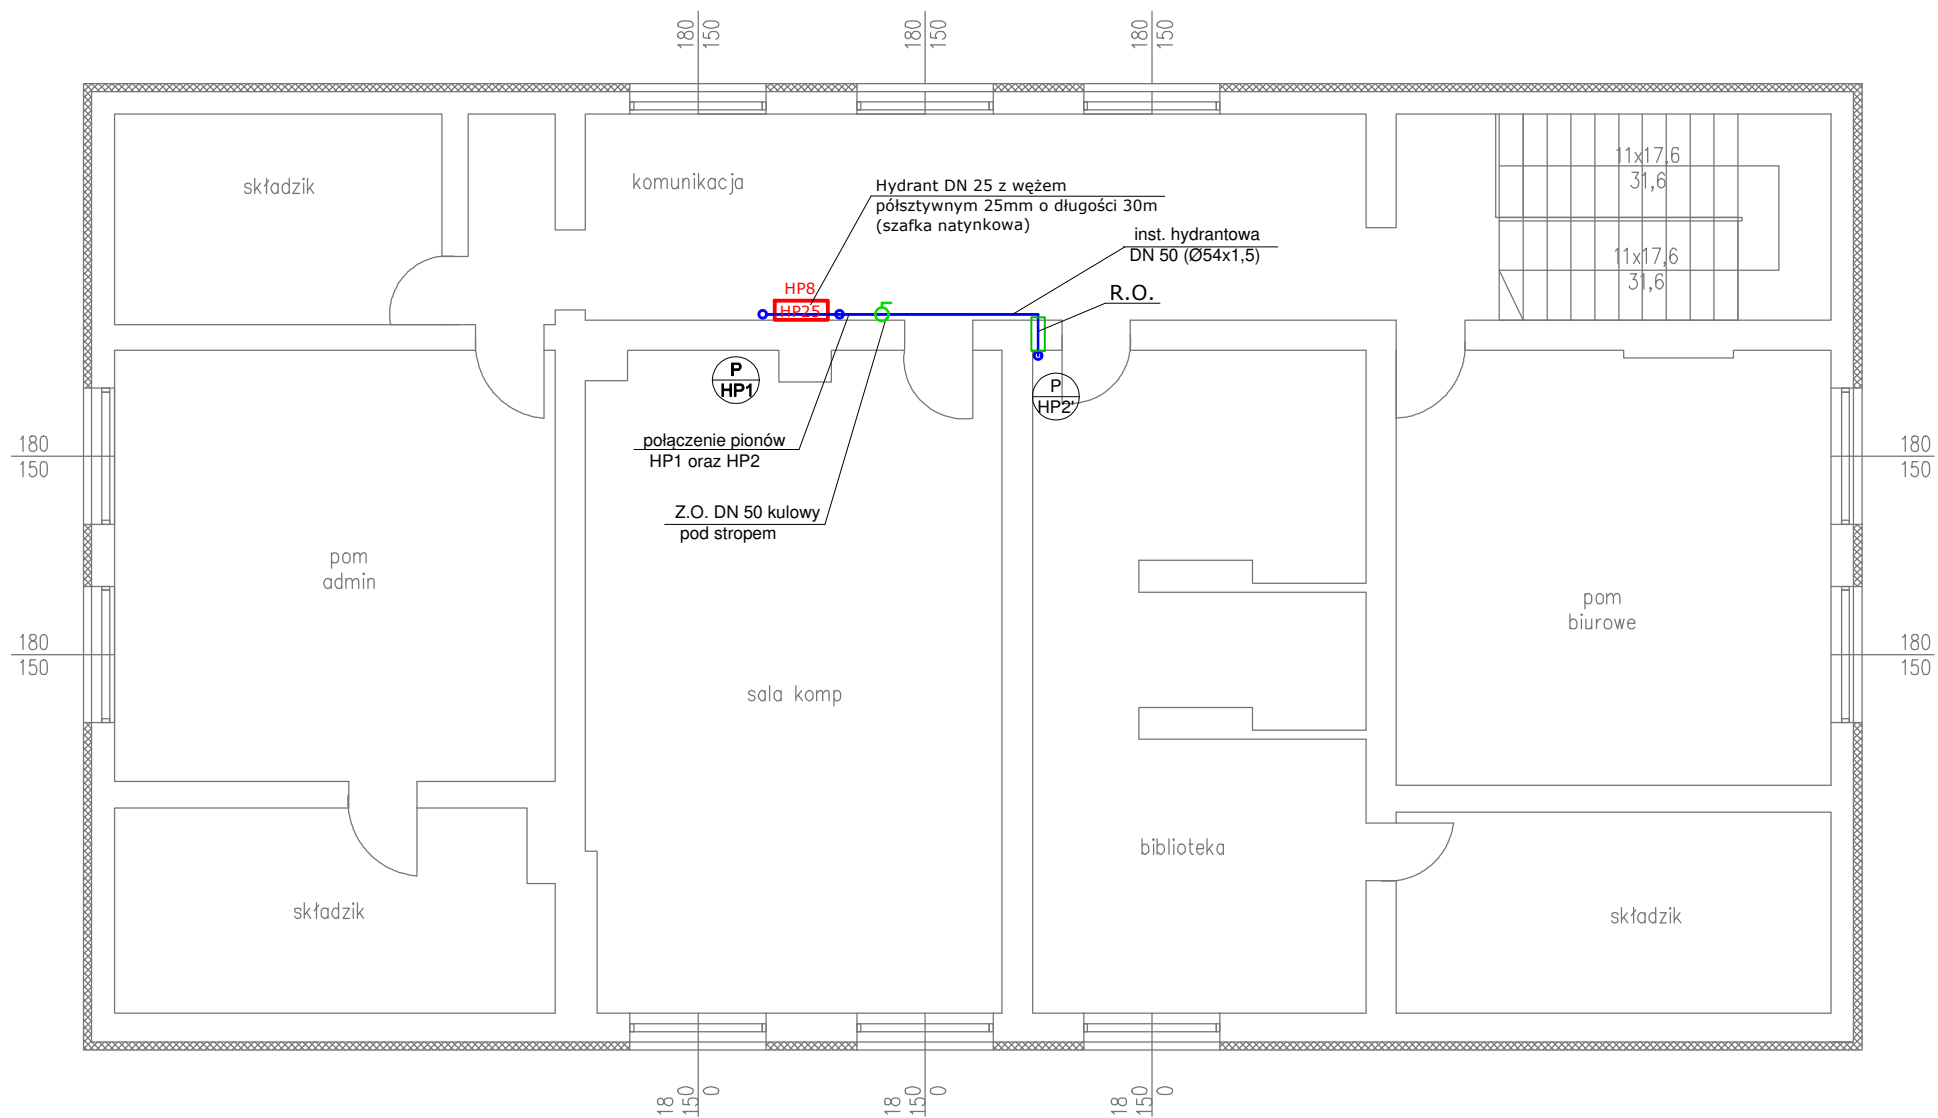 180
150
180
150
180
150
składzik
komunikacja
Hydrant DN 25 z wężem
półsztywnym 25mm o długości 30m
(szafka natynkowa)
inst. hydrantowa
DN 50 (Ø54x1,5)
R.O.
11x17,6
31,6
11x17,6
31,6
HP8
HP25
P
HP1
P
HP2'
połączenie pionów
HP1 oraz HP2
Z.O. DN 50 kulowy
pod stropem
180
150
180
150
pom
admin
pom
biurowe
180
150
180
150
sala komp
biblioteka
składzik
składzik
18 0
150
18 0
150
18 0
150